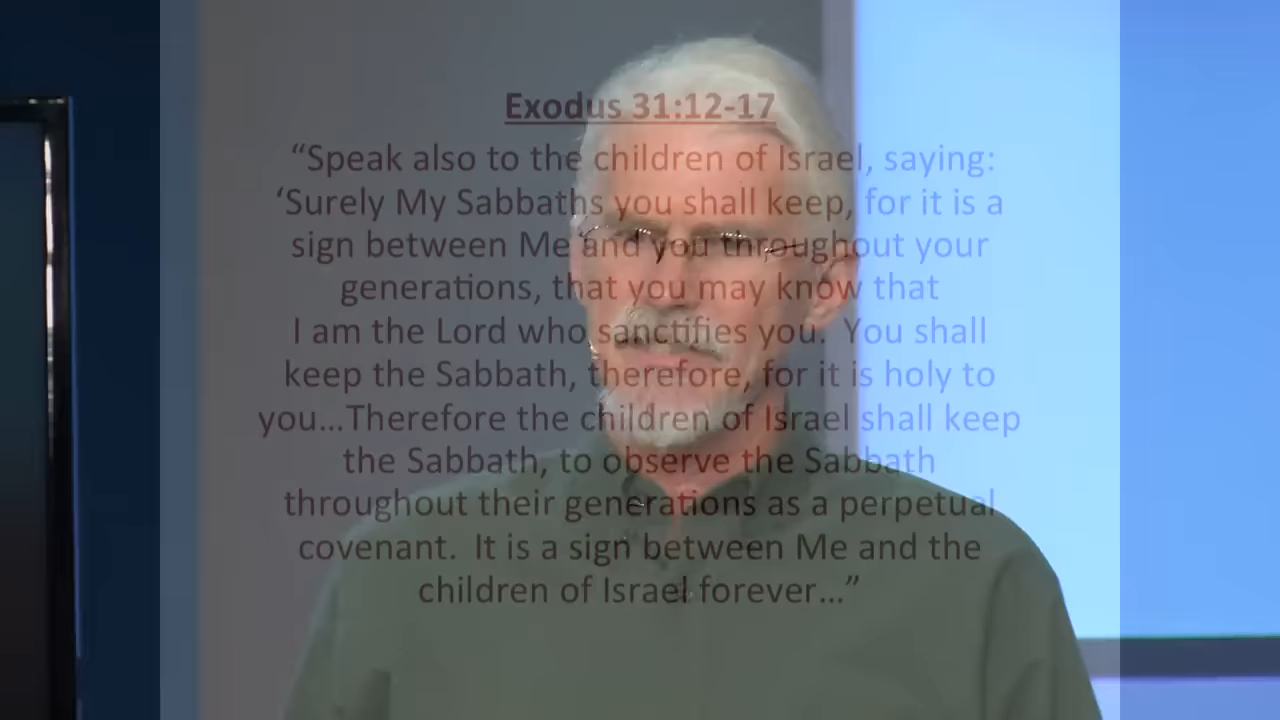 Exodus 31:12-17
“Speak also to the children of Israel, saying:
‘Surely My Sabbaths you shall keep, for it is a
sign between Me and you throughout your
generations, that you may know that
I am the Lord who sanctifies you. You shall
keep the Sabbath, therefore, for it is holy to
you…Therefore the children of Israel shall keep
the Sabbath, to observe the Sabbath
throughout their generations as a perpetual
covenant.  It is a sign between Me and the
children of Israel forever…”